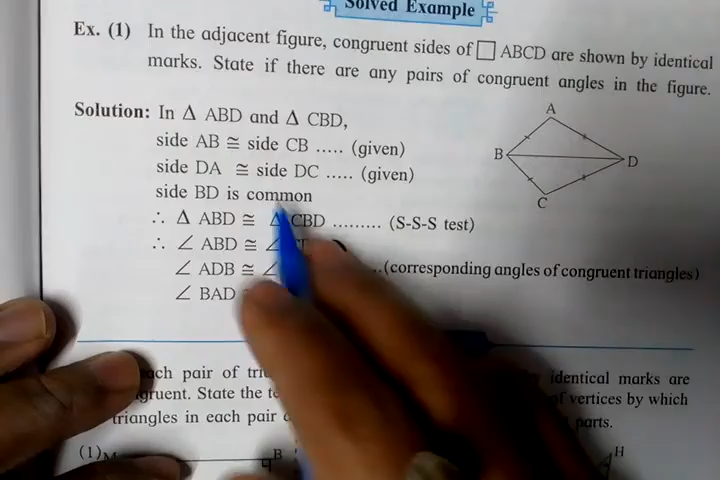 Solved Example
Ex. (1) In the adjacent figure, congruent sides of □ ABCD are shown by identical
marks. State if there are any pairs of congruent angles in the figure.
Solution: In Δ ABD and Δ CBD,
side AB ≅ side CB ..... (given)
side DA ≅ side DC ..... (given)
side BD is common
∴ Δ ABD ≅ Δ CBD ......... (S-S-S test)
∴ ∠ ABD ≅ ∠
∠ ADB ≅ ∠ ..(corresponding angles of congruent triangles)
∠ BAD
A
B
D
C
each pair of identical marks are
State the of vertices by which
triangles in each pair parts.
(1) M B H